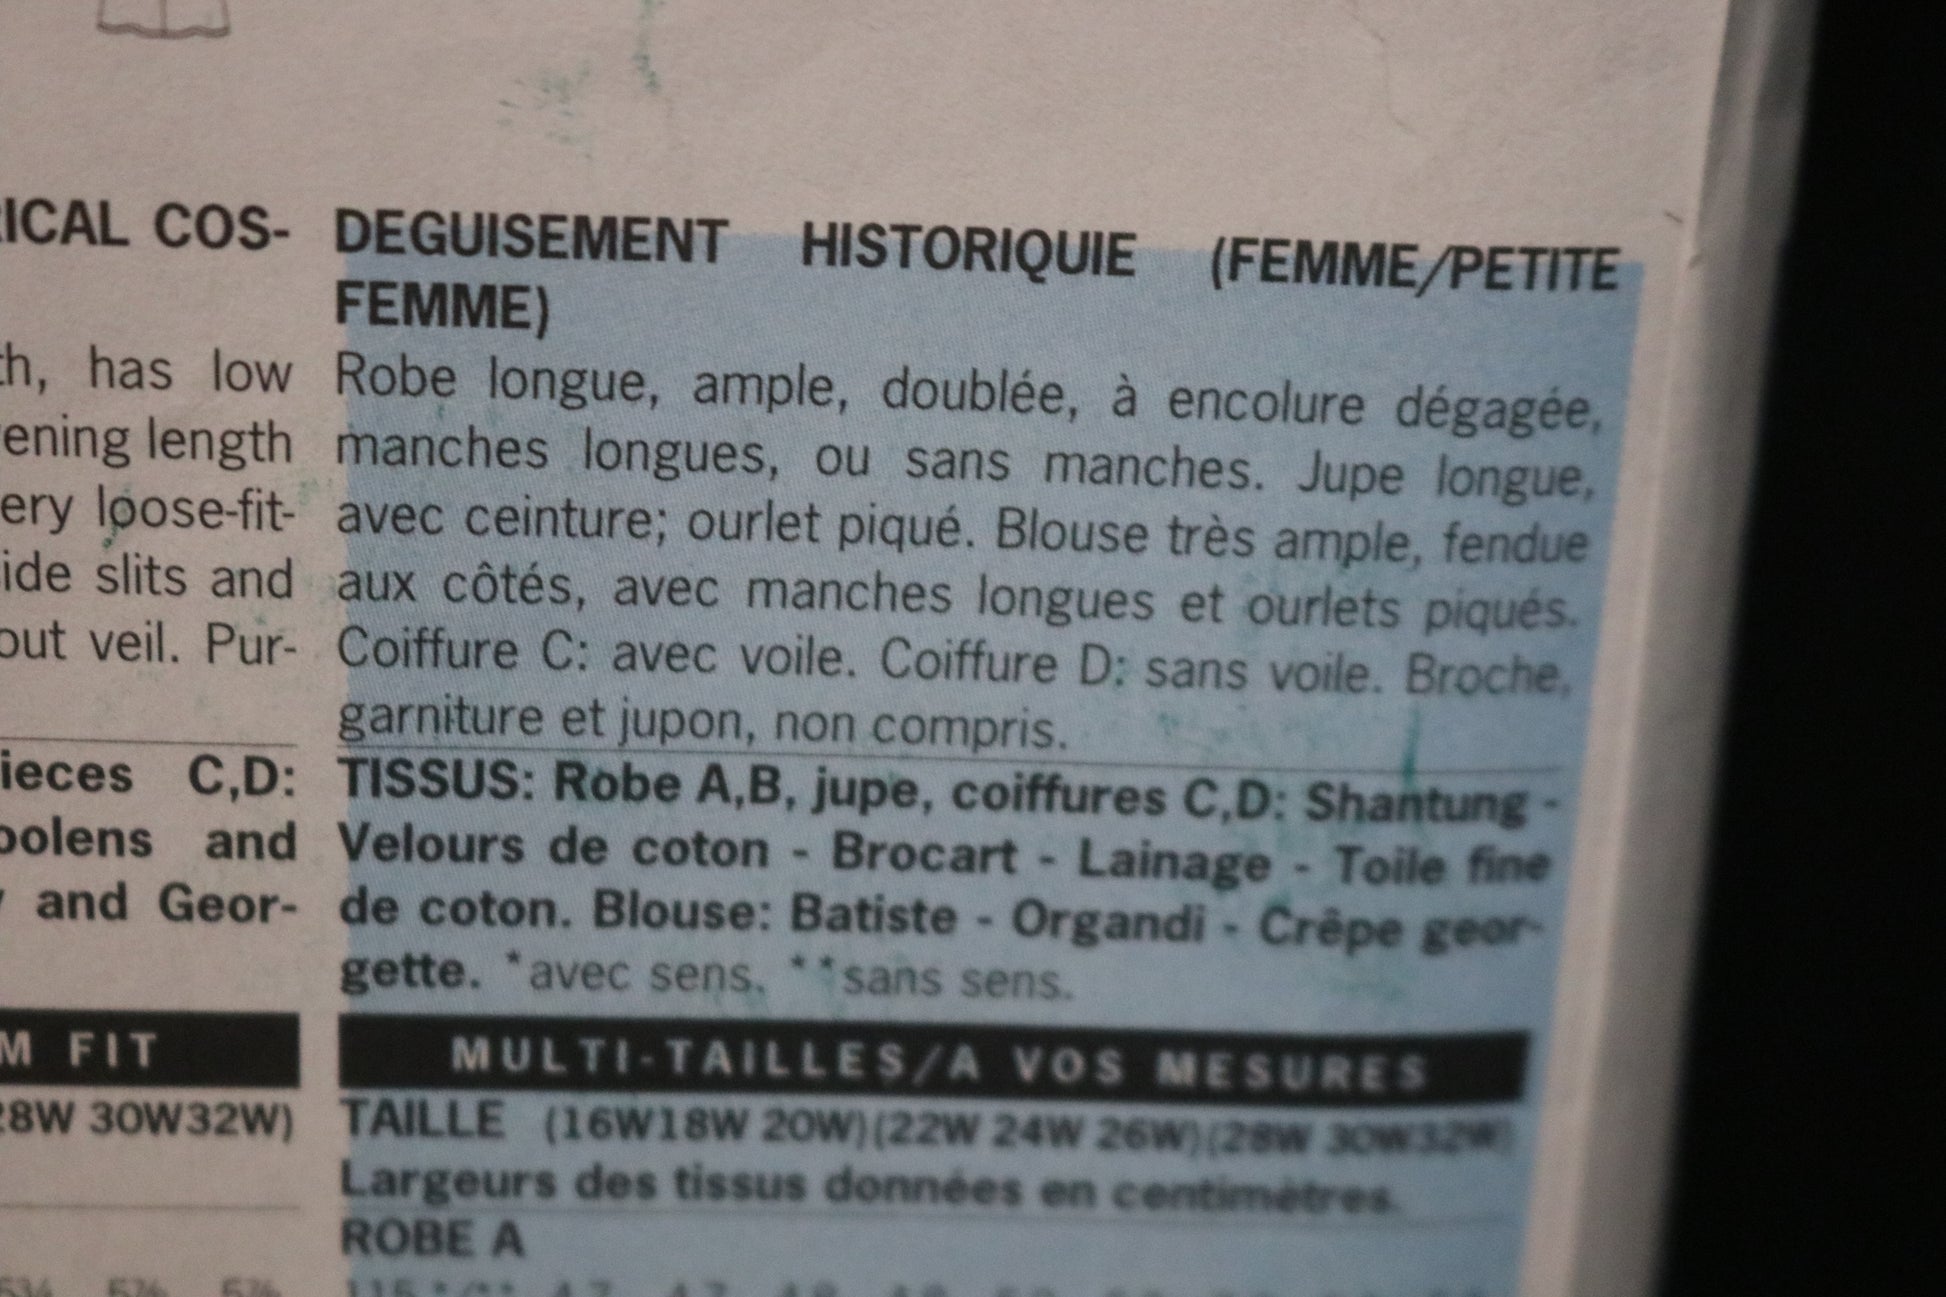 RICAL COS-
th, has low
ening length
ery loose-fit-
ide slits and
out veil. Pur-
ieces C,D:
oolens and
and Geor-
M FIT
28W 30W32W)
DEGUISEMENT HISTORIQUIE (FEMME/PETITE
FEMME)
Robe longue, ample, doublée, à encolure dégagée,
manches longues, ou sans manches. Jupe longue,
avec ceinture; ourlet piqué. Blouse très ample, fendue
aux côtés, avec manches longues et ourlets piqués.
Coiffure C: avec voile. Coiffure D: sans voile. Broche,
garniture et jupon, non compris.
TISSUS: Robe A,B, jupe, coiffures C,D: Shantung -
Velours de coton - Brocart - Lainage - Toile fine
de coton. Blouse: Batiste - Organdi - Crêpe geor-
gette. *avec sens. **sans sens.
MULTI-TAILLES/A VOS MESURES
TAILLE (16W18W 20W)(22W 24W 26W)(28W 30W32W)
Largeurs des tissus données en centimètres.
ROBE A